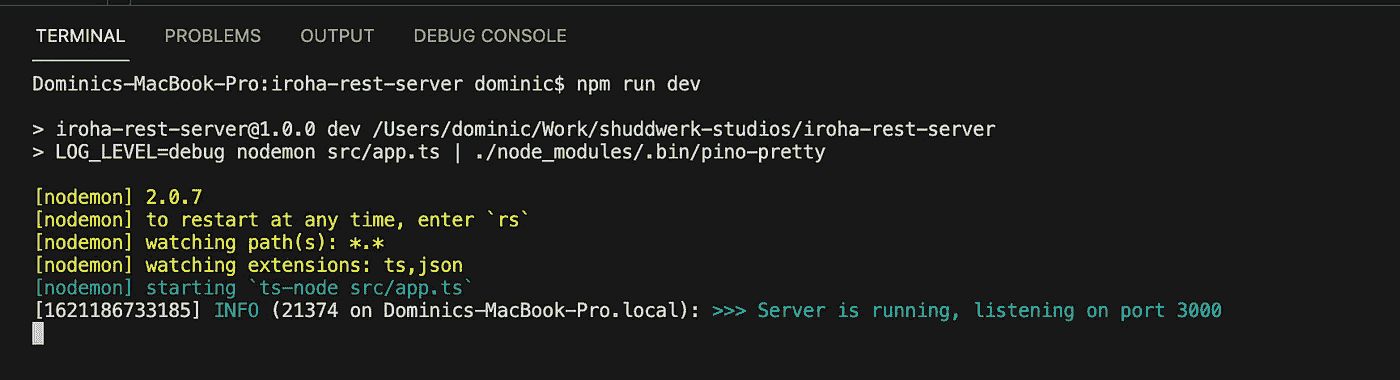 TERMINAL PROBLEMS OUTPUT DEBUG CONSOLE
Dominics-MacBook-Pro:iroha-rest-server dominic$ npm run dev
> iroha-rest-server@1.0.0 dev /Users/dominic/Work/shuddwerk-studios/iroha-rest-server
> LOG_LEVEL=debug nodemon src/app.ts | ./node_modules/.bin/pino-pretty
[nodemon] 2.0.7
[nodemon] to restart at any time, enter `rs`
[nodemon] watching path(s): *.*
[nodemon] watching extensions: ts,json
[nodemon] starting `ts-node src/app.ts`
[1621186733185] INFO (21374 on Dominics-MacBook-Pro.local): >>> Server is running, listening on port 3000